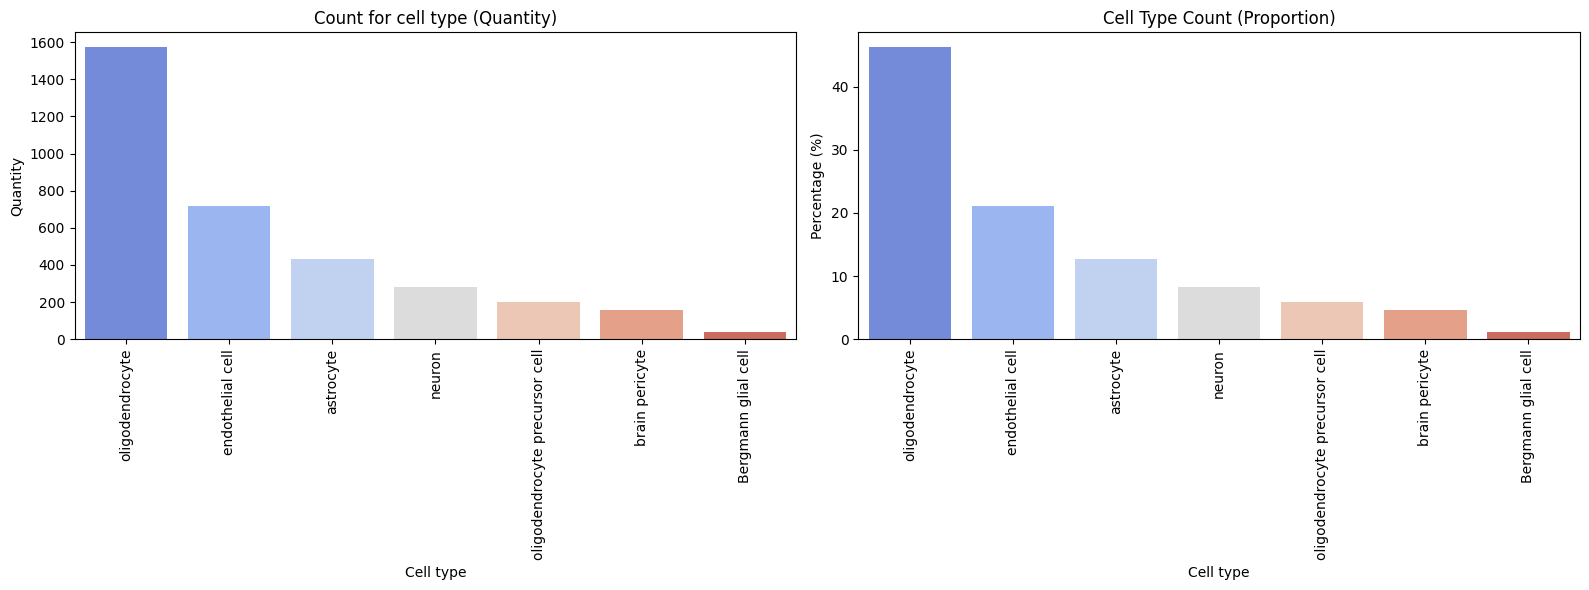 Count for cell type (Quantity)
Quantity
1600
1400
1200
1000
800
600
400
200
0
oligodendrocyte
endothelial cell
astrocyte
neuron
oligodendrocyte precursor cell
brain pericyte
Bergmann glial cell
Cell type
Cell Type Count (Proportion)
Percentage (%)
40
30
20
10
0
oligodendrocyte
endothelial cell
astrocyte
neuron
oligodendrocyte precursor cell
brain pericyte
Bergmann glial cell
Cell type